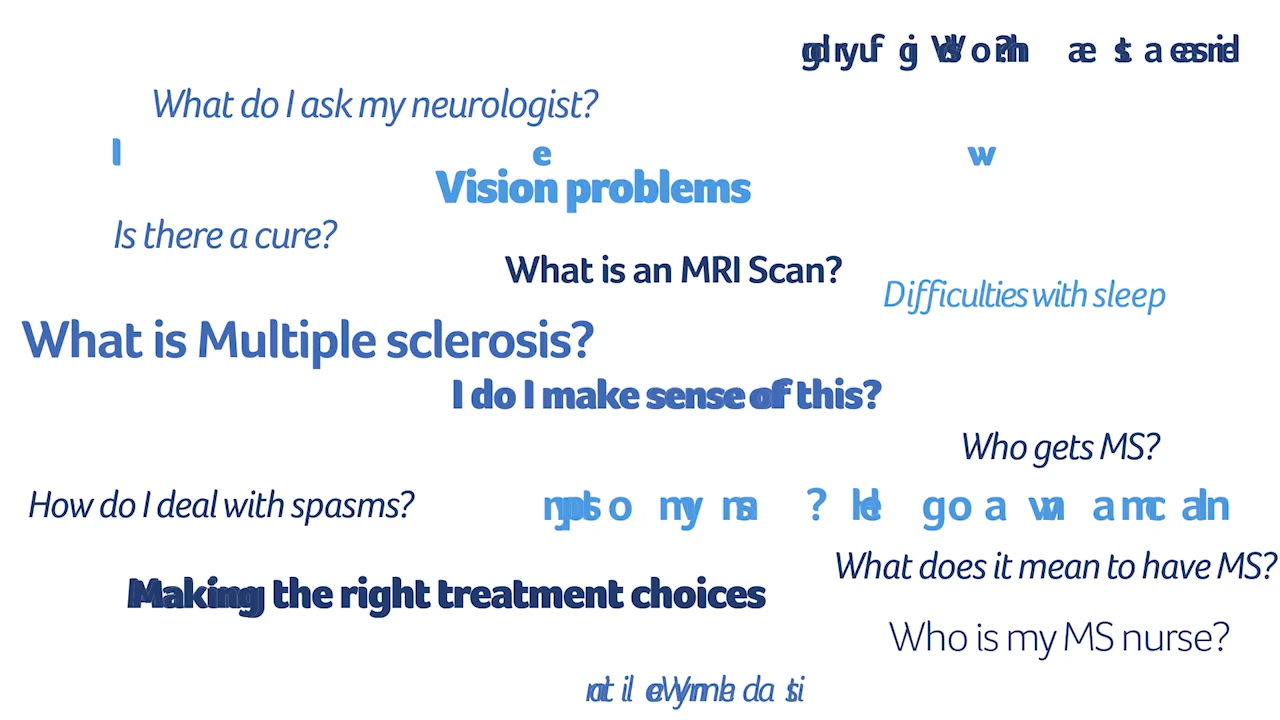 What do I ask my neurologist?
Vision problems
Is there a cure?
What is an MRI Scan?
Difficulties with sleep
What is Multiple sclerosis?
I do I make sense of this?
Who gets MS?
How do I deal with spasms?
What does it mean to have MS?
Making the right treatment choices
Who is my MS nurse?